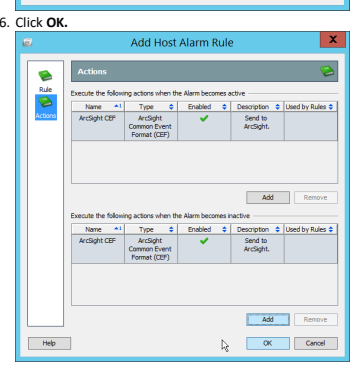 6. Click OK.
Add Host Alarm Rule
X
Rule
Actions
Actions
Execute the following actions when the Alarm becomes active
Name 1 Type Enabled Description Used by Rules
ArcSight CEF ArcSight Common Event Format (CEF) Send to ArcSight.
Add Remove
Execute the following actions when the Alarm becomes inactive
Name 1 Type Enabled Description Used by Rules
ArcSight CEF ArcSight Common Event Format (CEF) Send to ArcSight.
Add Remove
Help OK Cancel